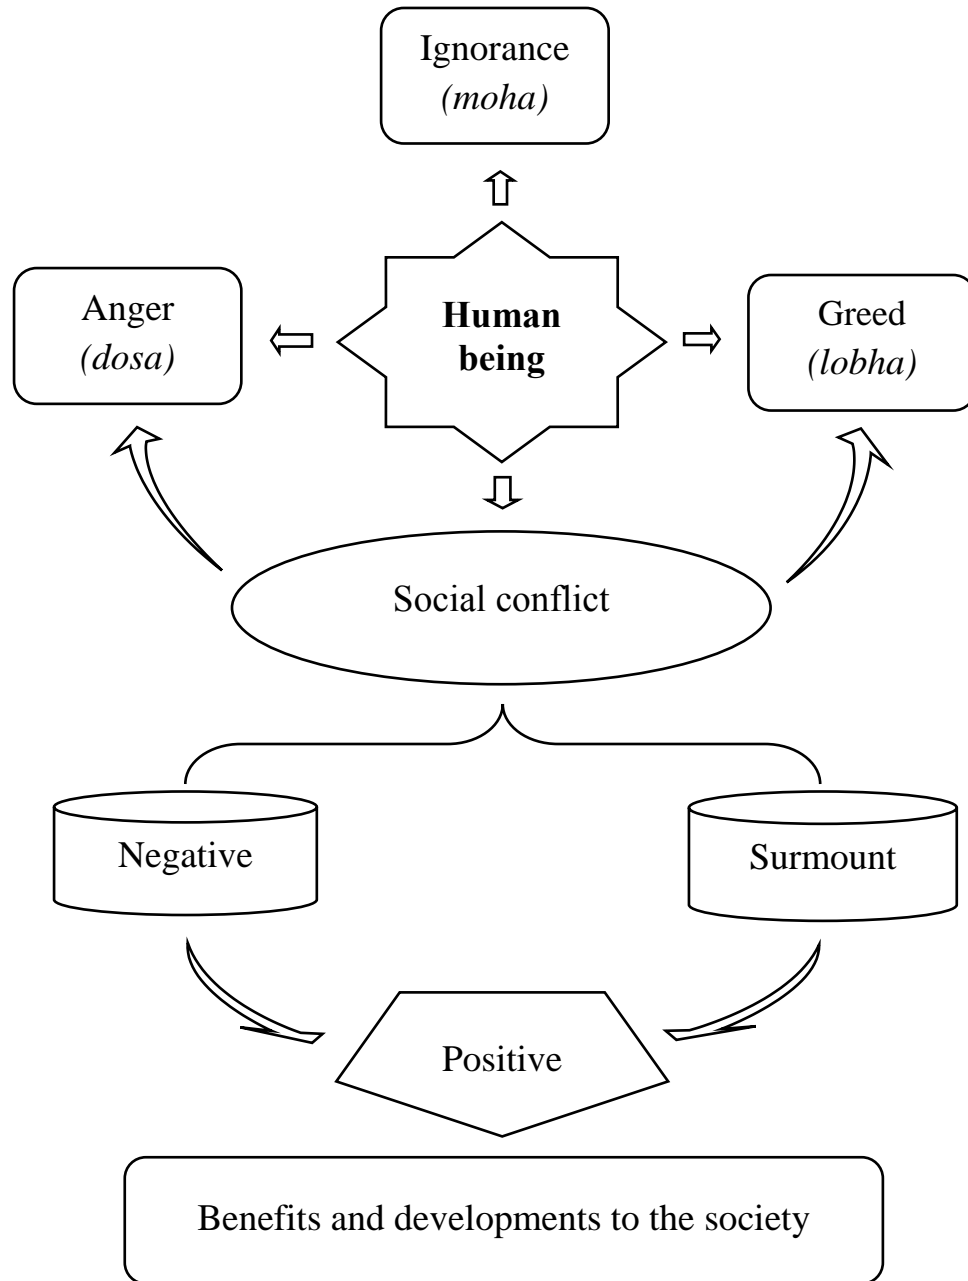 Ignorance
(moha)
Anger
(dosa)
Human
being
Greed
(lobha)
Social conflict
Negative
Surmount
Positive
Benefits and developments to the society